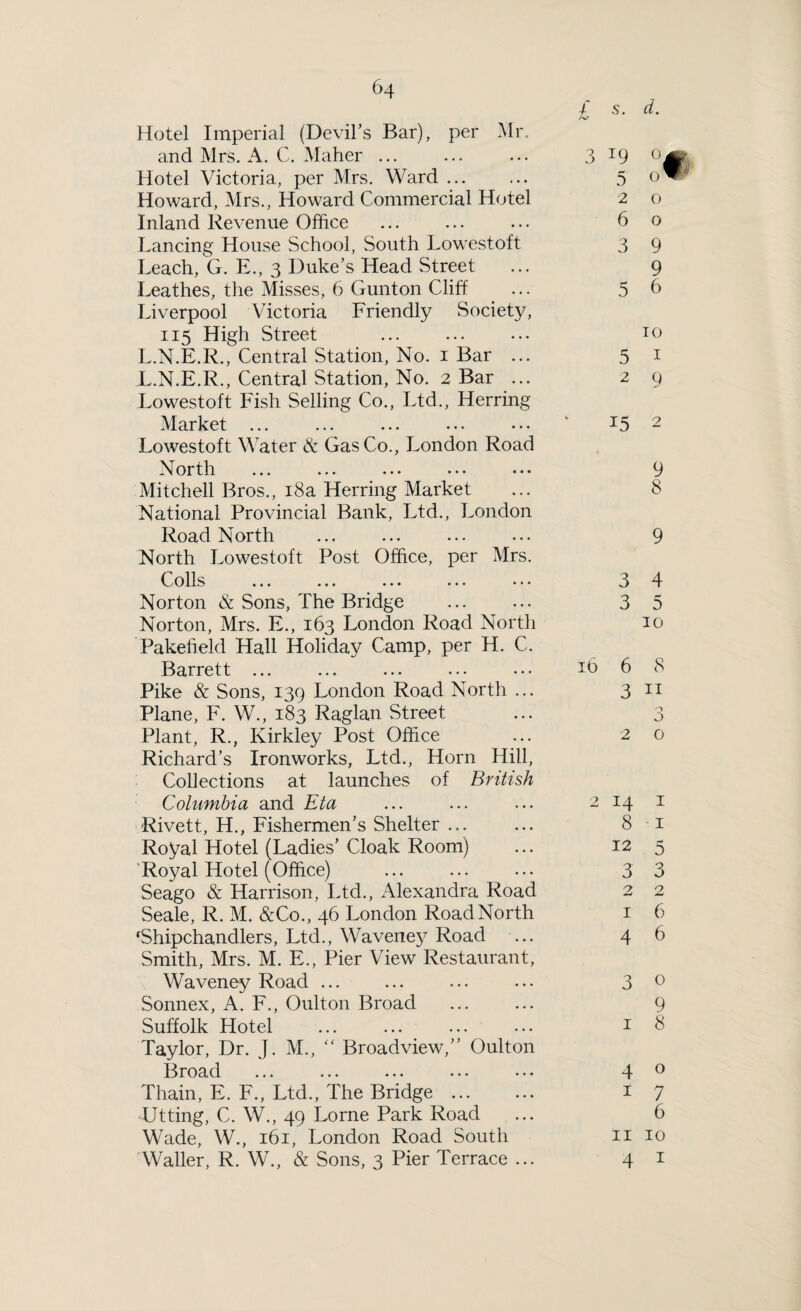 64
£ s. d.
Hotel Imperial (Devil's Bar), per Mr.
and Mrs. A. C. Maher ... ... ... 3 19 0
Hotel Victoria, per Mrs. Ward ... ... 5 0
Howard, Mrs., Howard Commercial Hotel 2 0
Inland Revenue Office ... ... ... 6 0
Lancing House School, South Lowestoft 3 9
Leach, G. E., 3 Duke's Head Street ... 9
Leathes, the Misses, 6 Gunton Cliff ... 5 6
Liverpool Victoria Friendly Society,
115 High Street ... ... ... 10
L.N.E.R., Central Station, No. 1 Bar ... 5 1
L.N.E.R., Central Station, No. 2 Bar ... 2 9
Lowestoft Fish Selling Co., Ltd., Herring
Market ... ... ... ... ... 15 2
Lowestoft Water & Gas Co., London Road
North ... ... ... ... ... 9
Mitchell Bros., 18a Herring Market ... 8
National Provincial Bank, Ltd., London
Road North ... ... ... ... 9
North Lowestoft Post Office, per Mrs.
Colls ... ... ... ... ... 3 4
Norton & Sons, The Bridge ... ... 3 5
Norton, Mrs. E., 163 London Road North 10
Pakefield Hall Holiday Camp, per H. C.
Barrett ... ... ... ... ... 16 6 8
Pike & Sons, 139 London Road North ... 3 11
Plane, F. W., 183 Raglan Street ... 3
Plant, R., Kirkley Post Office ... 2 0
Richard's Ironworks, Ltd., Horn Hill,
Collections at launches of British
Columbia and Eta ... ... ... 2 14 1
Rivett, H., Fishermen's Shelter ... ... 8 1
Royal Hotel (Ladies' Cloak Room) ... 12 5
Royal Hotel (Office) ... ... ... 3 3
Seago & Harrison, Ltd., Alexandra Road 2 2
Seale, R. M. &Co., 46 London Road North 1 6
Shipchandlers, Ltd., Waveney Road ... 4 6
Smith, Mrs. M. E., Pier View Restaurant,
Waveney Road ... ... ... ... 3 0
Sonnex, A. F., Oulton Broad ... ... 9
Suffolk Hotel ... ... ... ... 1 8
Taylor, Dr. J. M., “ Broadview,” Oulton
Broad ... ... ... ... ... 4 0
Thain, E. F., Ltd., The Bridge ... ... 1 7
Utting, C. W., 49 Lorne Park Road ... 6
Wade, W., 161, London Road South 11 10
Waller, R. W., & Sons, 3 Pier Terrace ... 4 1